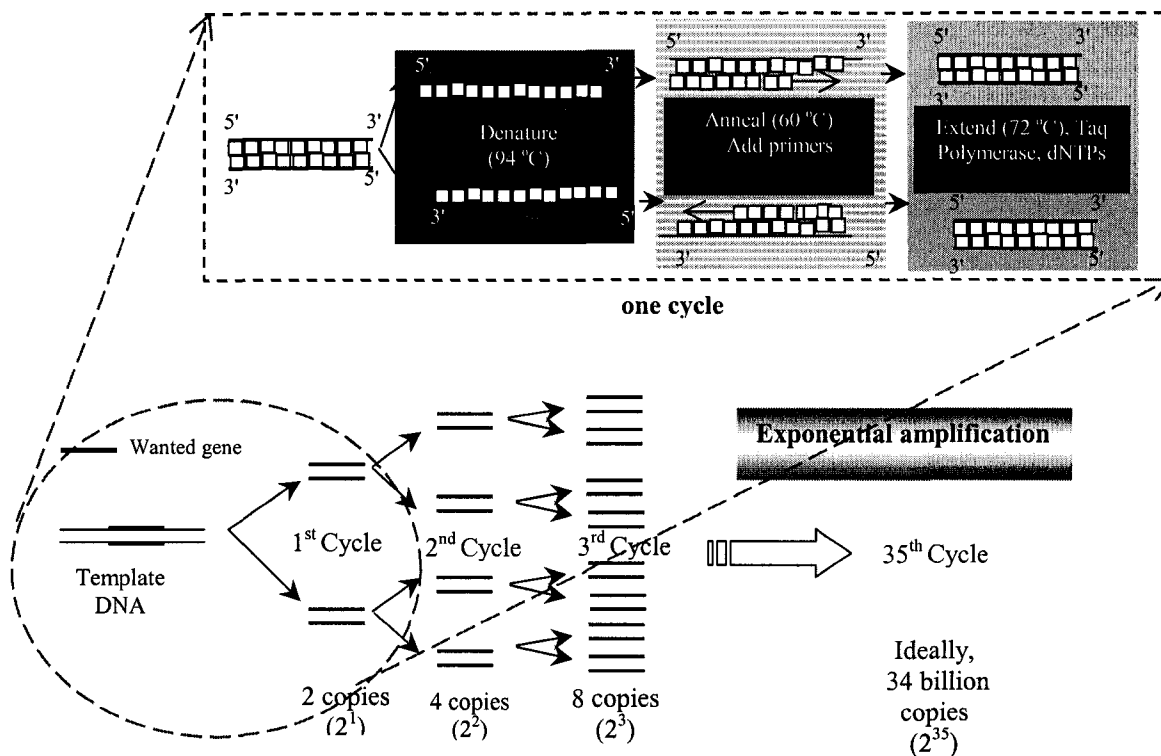 5' 3'
3' 5'
5' 3'
Denature
(94 °C)
3' 5'
5' 3'
Anneal (60 °C)
Add primers
3' 5'
5' 3'
3' 5'
Extend (72 °C), Taq
Polymerase, dNTPs
5' 3'
3' 5'
one cycle
Wanted gene
Template
DNA
1st Cycle
2nd Cycle
3rd Cycle
Exponential amplification
35th Cycle
2 copies
(2^1)
4 copies
(2^2)
8 copies
(2^3)
Ideally,
34 billion
copies
(2^35)